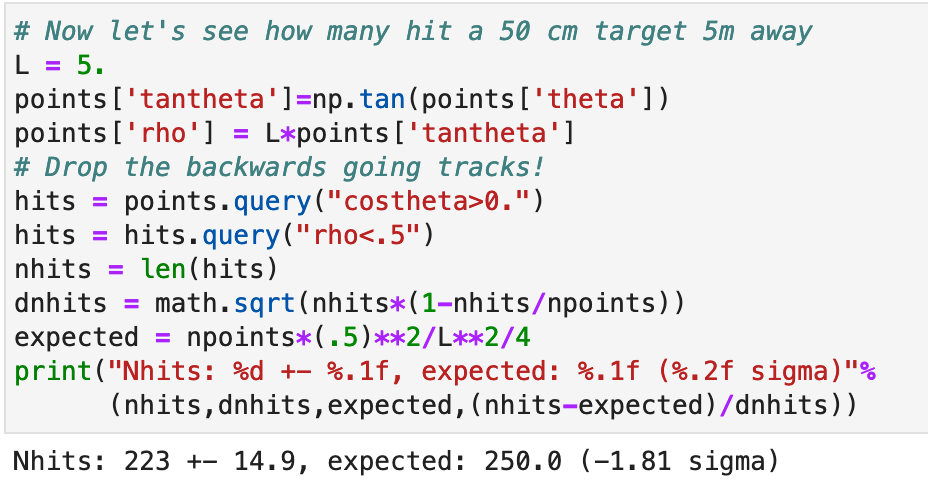 # Now let's see how many hit a 50 cm target 5m away
L = 5.
points['tantheta']=np.tan(points['theta'])
points['rho'] = L*points['tantheta']
# Drop the backwards going tracks!
hits = points.query("costheta>0.")
hits = hits.query("rho<.5")
nhits = len(hits)
dnhits = math.sqrt(nhits*(1-nhits/npoints))
expected = npoints*(.5)**2/L**2/4
print("Nhits: %d +- %.1f, expected: %.1f (%.2f sigma)"%
      (nhits,dnhits,expected,(nhits-expected)/dnhits))
Nhits: 223 +- 14.9, expected: 250.0 (-1.81 sigma)